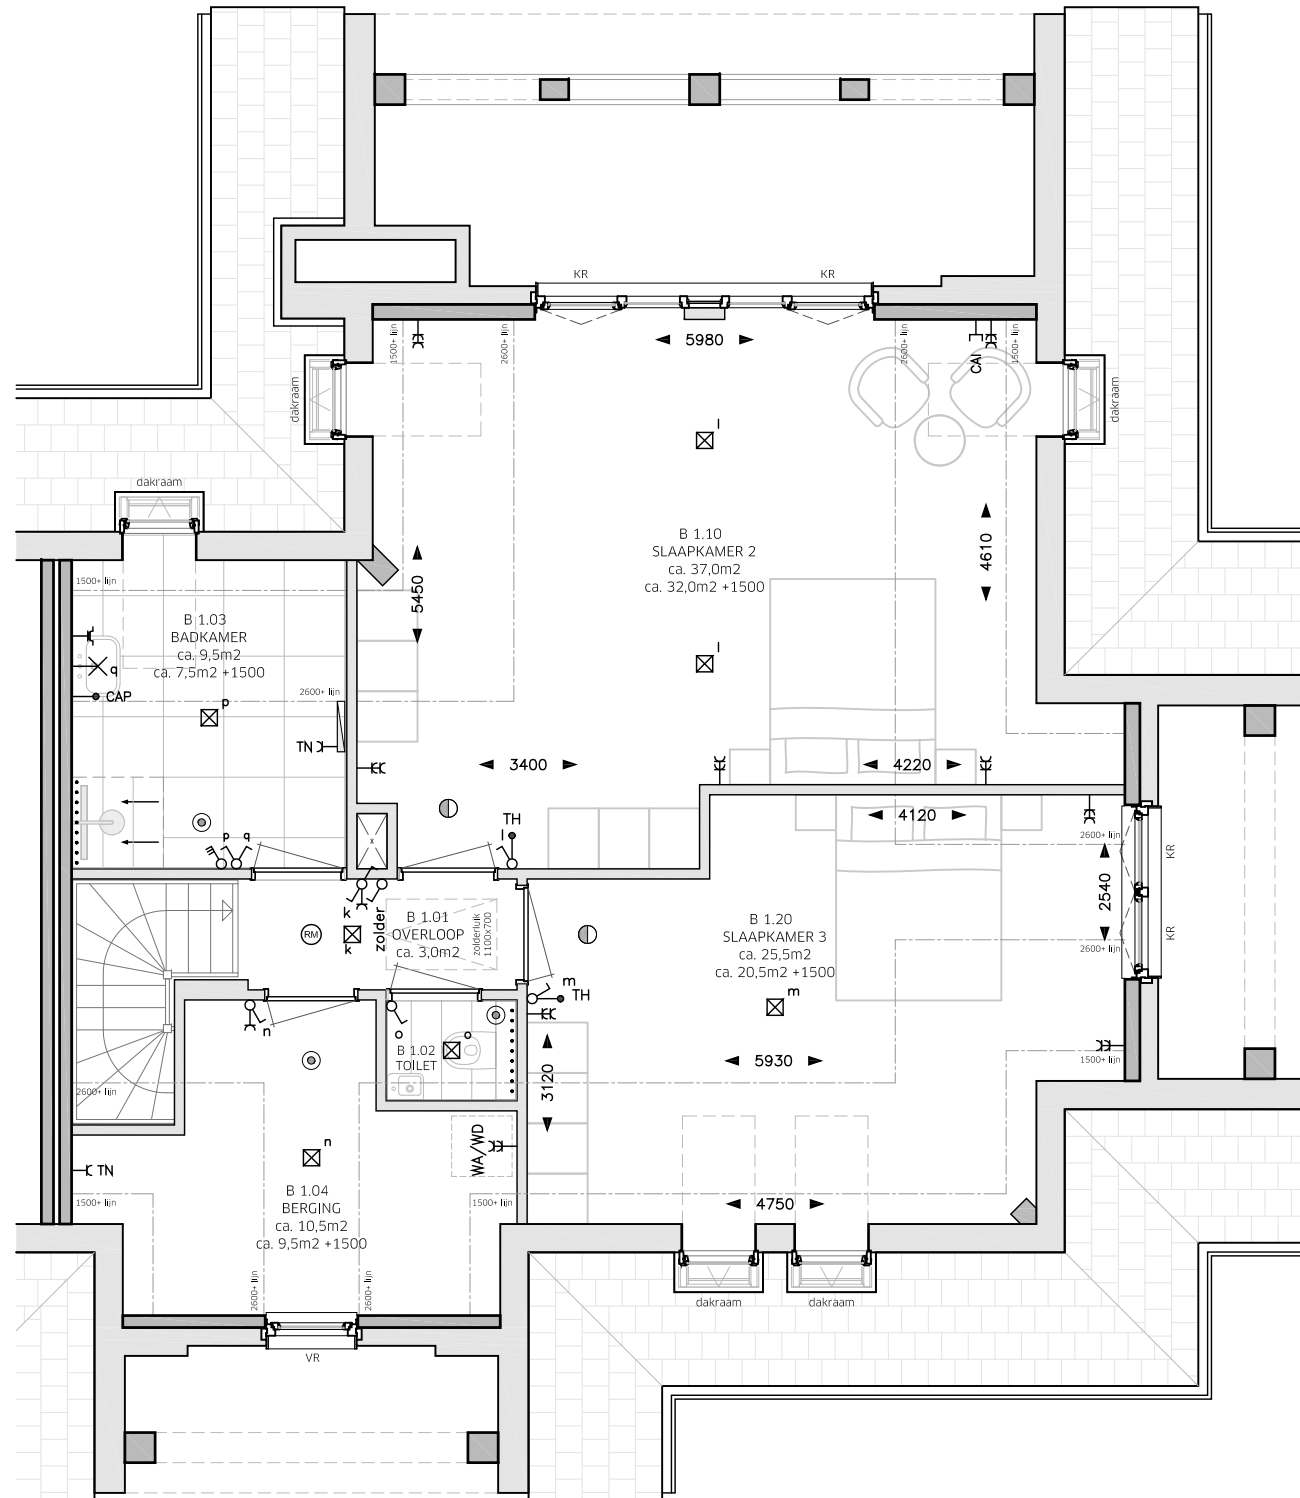 KR
KR
1500+ lijn
2600+ lijn
5980
2600+ lijn
CAI
1500+ lijn
dakraam
dakraam
l
dakraam
B 1.10
SLAAPKAMER 2
ca. 37,0m2
ca. 32,0m2 +1500
4610
5450
1500+ lijn
B 1.03
BADKAMER
ca. 9,5m2
ca. 7,5m2 +1500
q
CAP
2600+ lijn
p
TN
l
3400
4220
4120
TH
l
p
q
2600+ lijn
KR
2540
k
zolder
B 1.01
OVERLOOP
ca. 3,0m2
zolderluik
1100x700
RM
k
B 1.20
SLAAPKAMER 3
ca. 25,5m2
ca. 20,5m2 +1500
KR
2600+ lijn
m
TH
m
n
o
o
B 1.02
TOILET
5930
1500+ lijn
3120
2600+ lijn
WA/WD
n
TN
B 1.04
BERGING
ca. 10,5m2
ca. 9,5m2 +1500
1500+ lijn
1500+ lijn
4750
2600+ lijn
2600+ lijn
dakraam
dakraam
VR